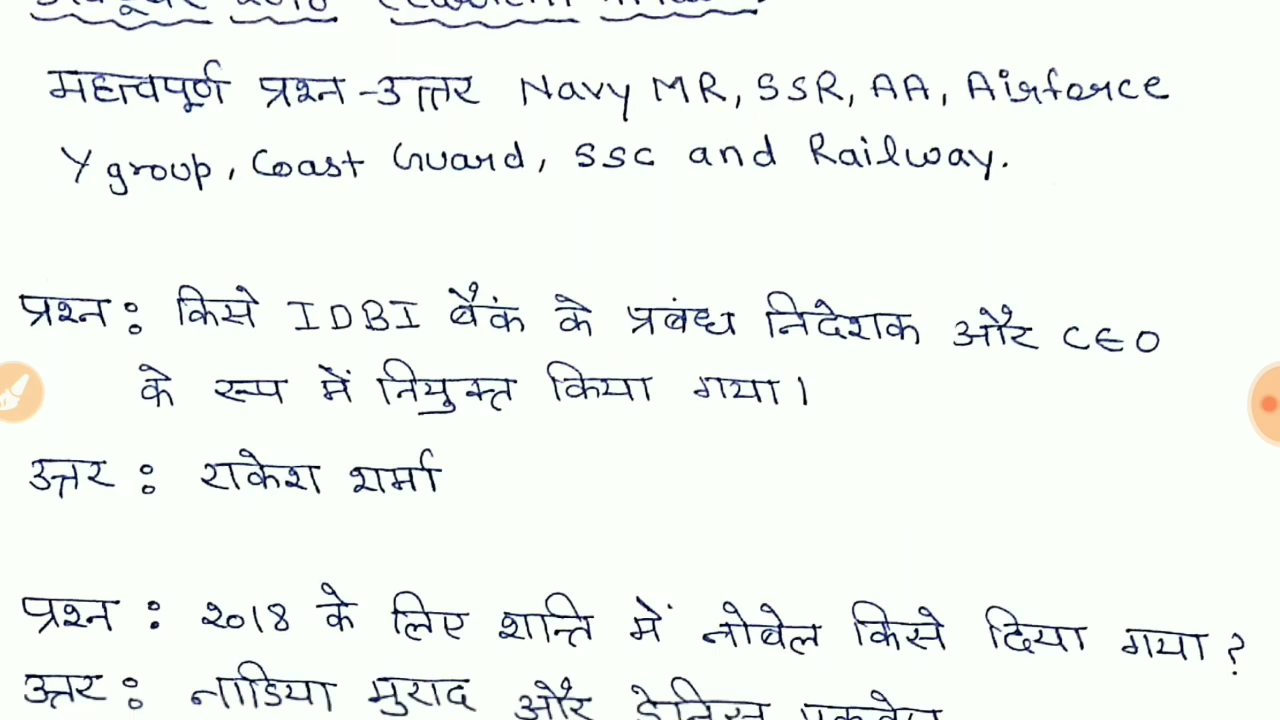 महत्वपूर्ण प्रश्न-उत्तर Navy MR, SSR, AA, Airforce
Y group, Coast Guard, SSC and Railway.
प्रश्न : किसे IDBI बैंक के प्रबंध निदेशक और CEO
के रूप में नियुक्त किया गया।
उत्तर : राकेश शर्मा
प्रश्न : २०18 के लिए शान्ति में नोबेल किसे दिया गया?
उत्तर : नाडिया मुराद और